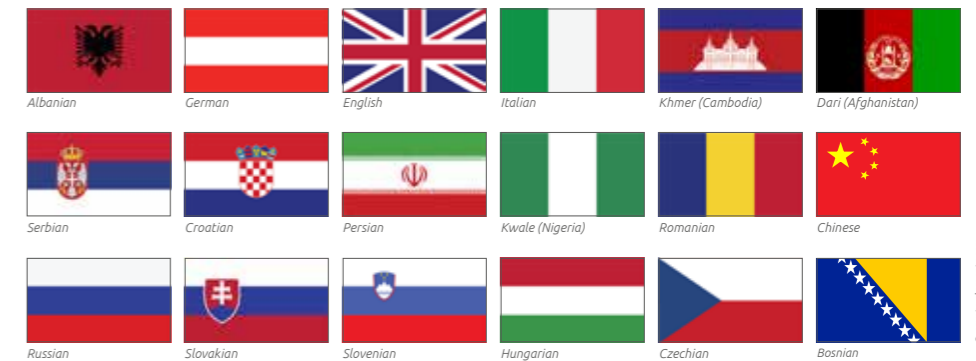 Albanian German English Italian Khmer (Cambodia) Dari (Afghanistan)
Serbian Croatian Persian Kwale (Nigeria) Romanian Chinese
Russian Slovakian Slovenian Hungarian Czechian Bosnian